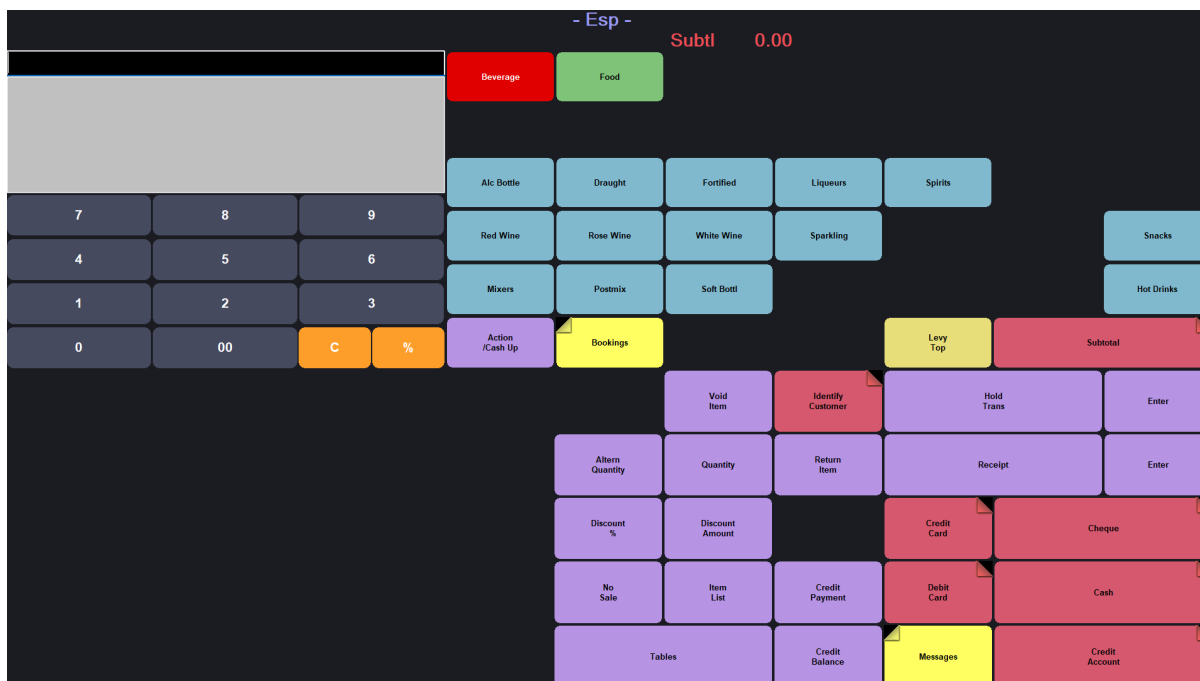 - Esp -
Subtl 0.00
Beverage
Food
Alc Bottle
Draught
Fortified
Liqueurs
Spirits
7
8
9
Red Wine
Rose Wine
White Wine
Sparkling
Snacks
4
5
6
Mixers
Postmix
Soft Bottl
Hot Drinks
1
2
3
0
00
C
%
Action
/Cash Up
Bookings
Levy
Top
Subtotal
Void
Item
Identify
Customer
Hold
Trans
Enter
Altern
Quantity
Quantity
Return
Item
Receipt
Enter
Discount
%
Discount
Amount
Credit
Card
Cheque
No
Sale
Item
List
Credit
Payment
Debit
Card
Cash
Tables
Credit
Balance
Messages
Credit
Account